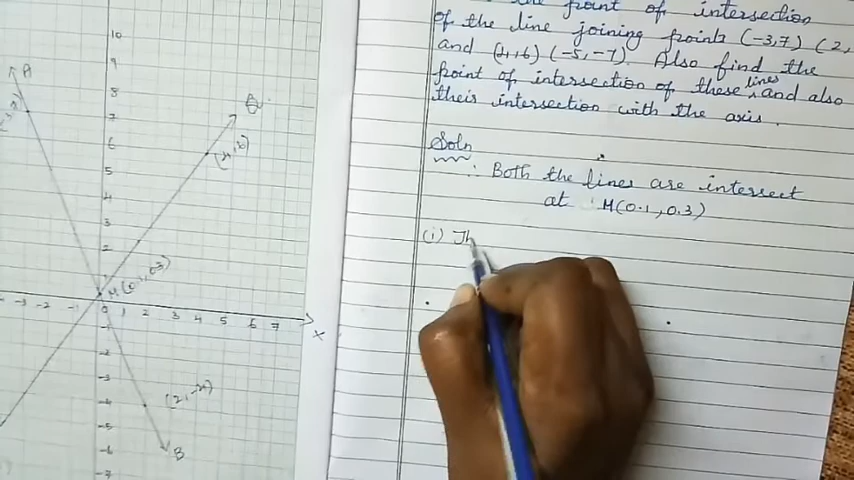 the point of intersection
of the line joining points (-3,7) (2,
and (4,6) (-5,-7). Also find the
point of intersection of these lines and also
their intersection with the axis.
Soln
: Both the lines are intersect
at M(0.1,0.3)
(i) Th
A
10
9
8
7
6
5
4
3
2
1
(4,6)
M(0.1,0.3)
-3 -2 -1 0 1 2 3 4 5 6 7
X
-1
-2
-3
-4
-5
-6
-7
(2,-4)
B